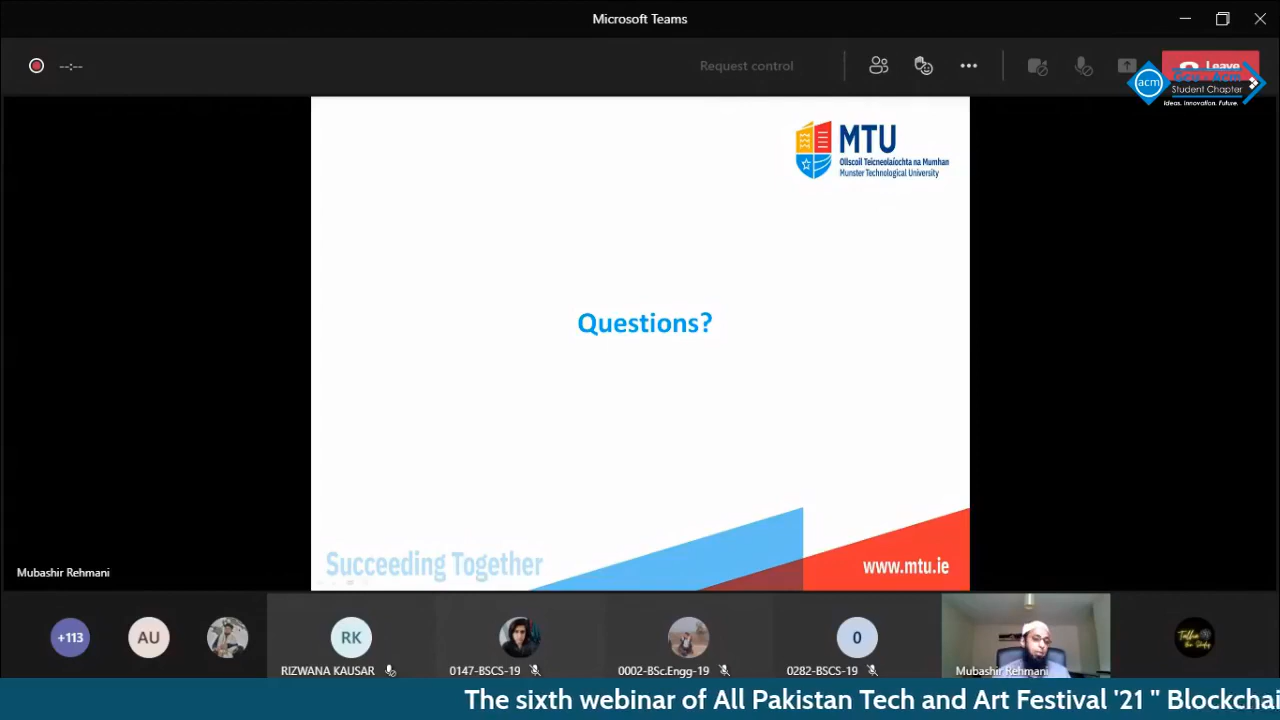 Microsoft Teams
--:--
Request control
Leave
acm
Student Chapter
Ideas. Innovation. Future.
MTU
Ollscoil Teicneolaíochta na Mumhan
Munster Technological University
Questions?
Succeeding Together
www.mtu.ie
Mubashir Rehmani
+113
AU
RK
0
RIZWANA KAUSAR
0147-BSCS-19
0002-BSc.Engg-19
0282-BSCS-19
Mubashir Rehmani
The sixth webinar of All Pakistan Tech and Art Festival '21 " Blockchai